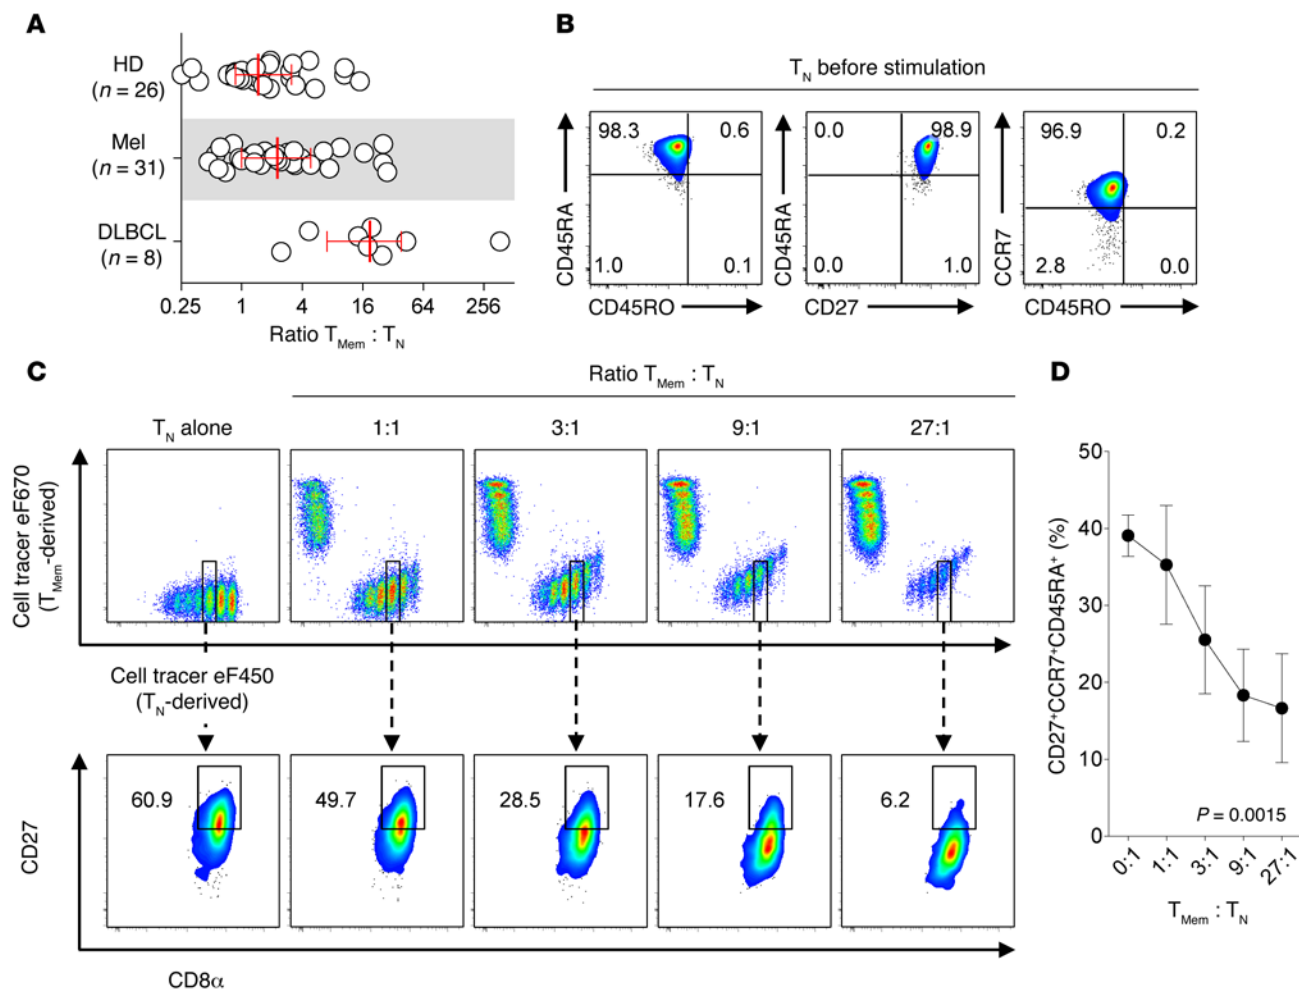 A
HD
(n = 26)
Mel
(n = 31)
DLBCL
(n = 8)
0.25 1 4 16 64 256
Ratio TMem : TN
B
TN before stimulation
98.3 0.6
1.0 0.1
CD45RA
CD45RO
0.0 98.9
0.0 1.0
CD45RA
CD27
96.9 0.2
2.8 0.0
CCR7
CD45RO
C
Ratio TMem : TN
TN alone 1:1 3:1 9:1 27:1
Cell tracer eF670
(TMem-derived)
Cell tracer eF450
(TN-derived)
60.9 49.7 28.5 17.6 6.2
CD27
CD8α
D
50
40
30
20
10
0
CD27+CCR7+CD45RA+ (%)
P = 0.0015
0:1 1:1 3:1 9:1 27:1
TMem : TN